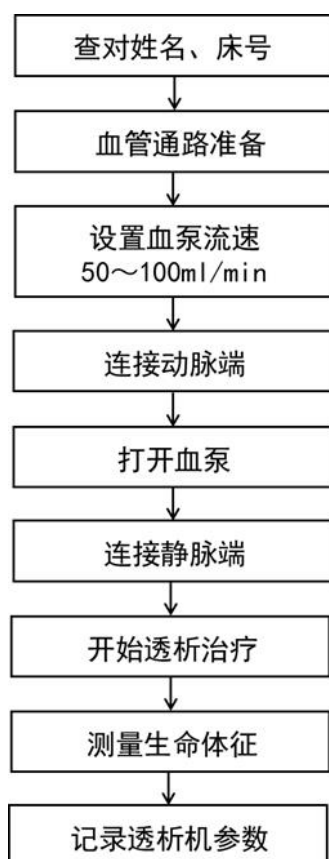 查对姓名、床号
血管通路准备
设置血泵流速
50～100ml/min
连接动脉端
打开血泵
连接静脉端
开始透析治疗
测量生命体征
记录透析机参数